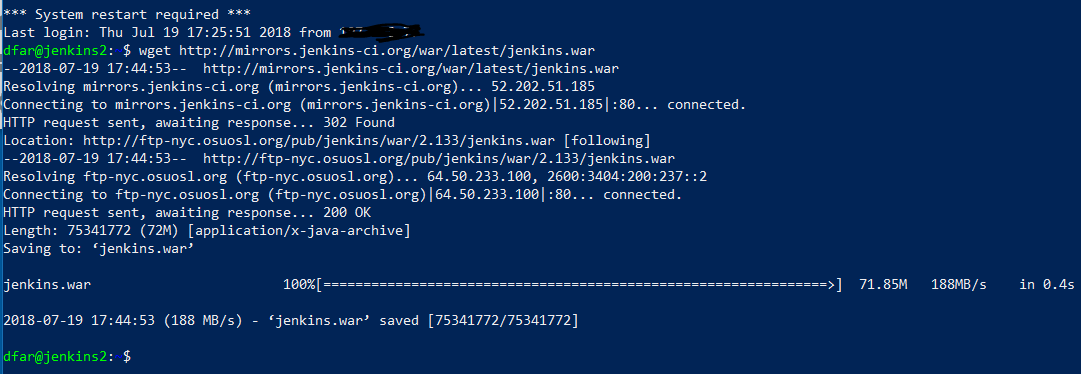 *** System restart required ***
Last login: Thu Jul 19 17:25:51 2018 from
dfar@jenkins2: $ wget http://mirrors.jenkins-ci.org/war/latest/jenkins.war
--2018-07-19 17:44:53--  http://mirrors.jenkins-ci.org/war/latest/jenkins.war
Resolving mirrors.jenkins-ci.org (mirrors.jenkins-ci.org)... 52.202.51.185
Connecting to mirrors.jenkins-ci.org (mirrors.jenkins-ci.org)|52.202.51.185|:80... connected.
HTTP request sent, awaiting response... 302 Found
Location: http://ftp-nyc.osuosl.org/pub/jenkins/war/2.133/jenkins.war [following]
--2018-07-19 17:44:53--  http://ftp-nyc.osuosl.org/pub/jenkins/war/2.133/jenkins.war
Resolving ftp-nyc.osuosl.org (ftp-nyc.osuosl.org)... 64.50.233.100, 2600:3404:200:237::2
Connecting to ftp-nyc.osuosl.org (ftp-nyc.osuosl.org)|64.50.233.100|:80... connected.
HTTP request sent, awaiting response... 200 OK
Length: 75341772 (72M) [application/x-java-archive]
Saving to: ‘jenkins.war’
jenkins.war 100%[===============================================================>] 71.85M 188MB/s in 0.4s
2018-07-19 17:44:53 (188 MB/s) - ‘jenkins.war’ saved [75341772/75341772]
dfar@jenkins2: $